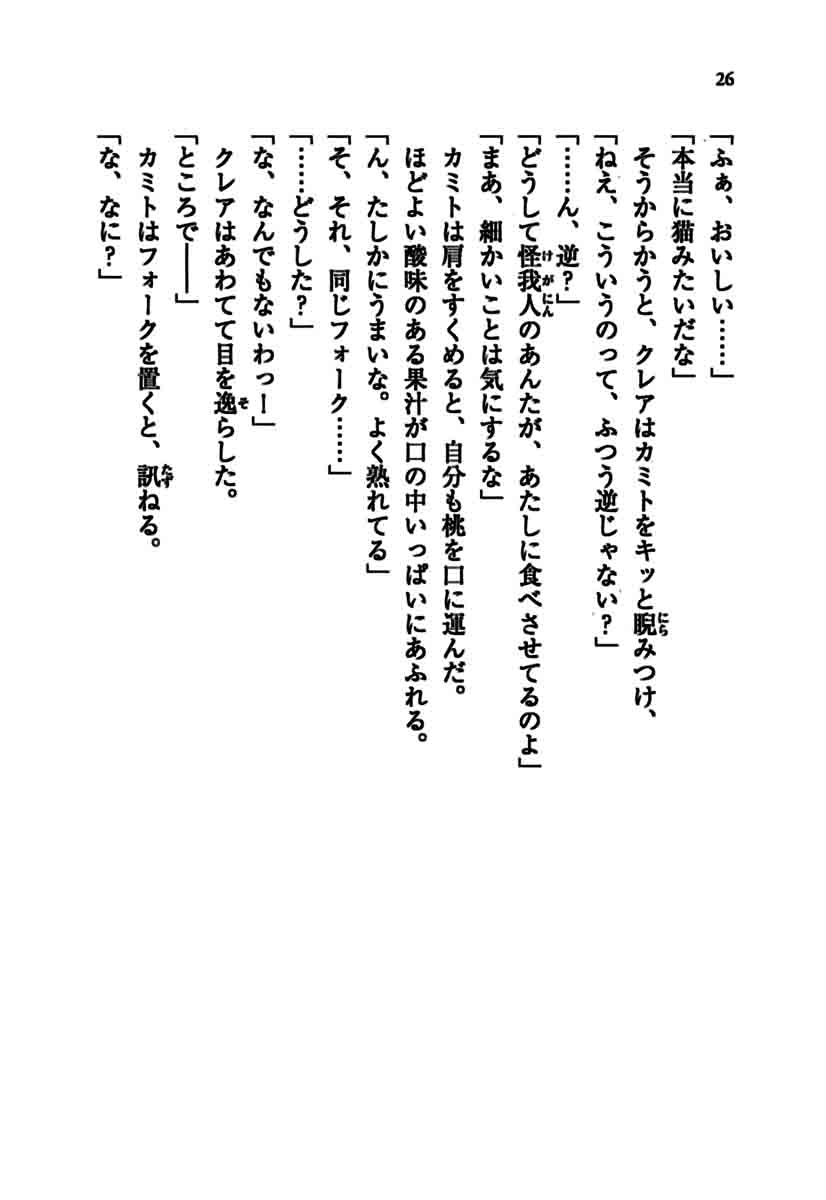 26
「ふぁ、おいしい……」
「本当に猫みたいだな」
　そうからかうと、クレアはカミトをキッと睨みつけ、
「ねえ、こういうのって、ふつう逆じゃない？」
「……ん、逆？」
「どうして怪我人のあんたが、あたしに食べさせてるのよ」
「まあ、細かいことは気にするな」
　カミトは肩をすくめると、自分も桃を口に運んだ。
　ほどよい酸味のある果汁が口の中いっぱいにあふれる。
「ん、たしかにうまいな。よく熟れてる」
「そ、それ、同じフォーク……」
「……どうした？」
「な、なんでもないわっ！」
　クレアはあわてて目を逸らした。
「ところで――」
　カミトはフォークを置くと、訊ねる。
「な、なに？」